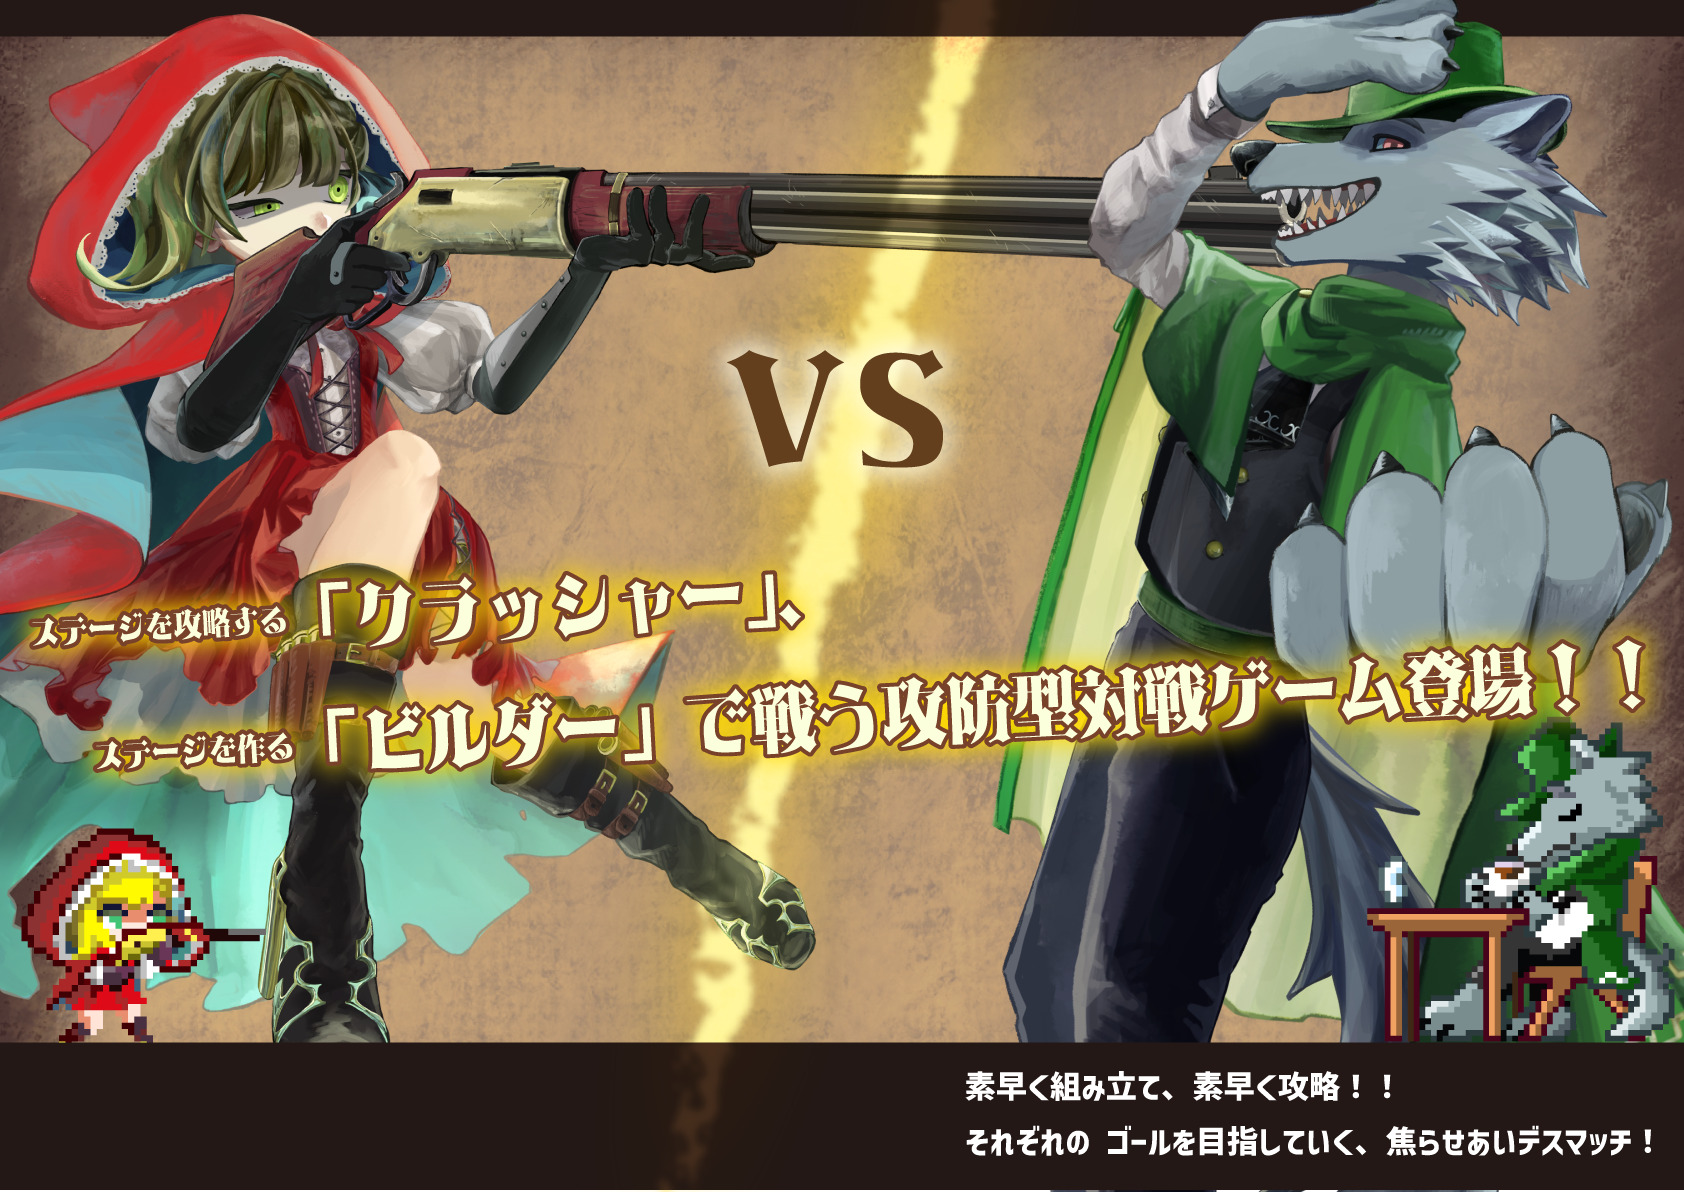 VS
ステージを攻略する「クラッシャー」、
ステージを作る「ビルダー」で戦う攻防型対戦ゲーム登場！！
素早く組み立て、素早く攻略！！
それぞれの ゴールを目指していく、焦らせあいデスマッチ！